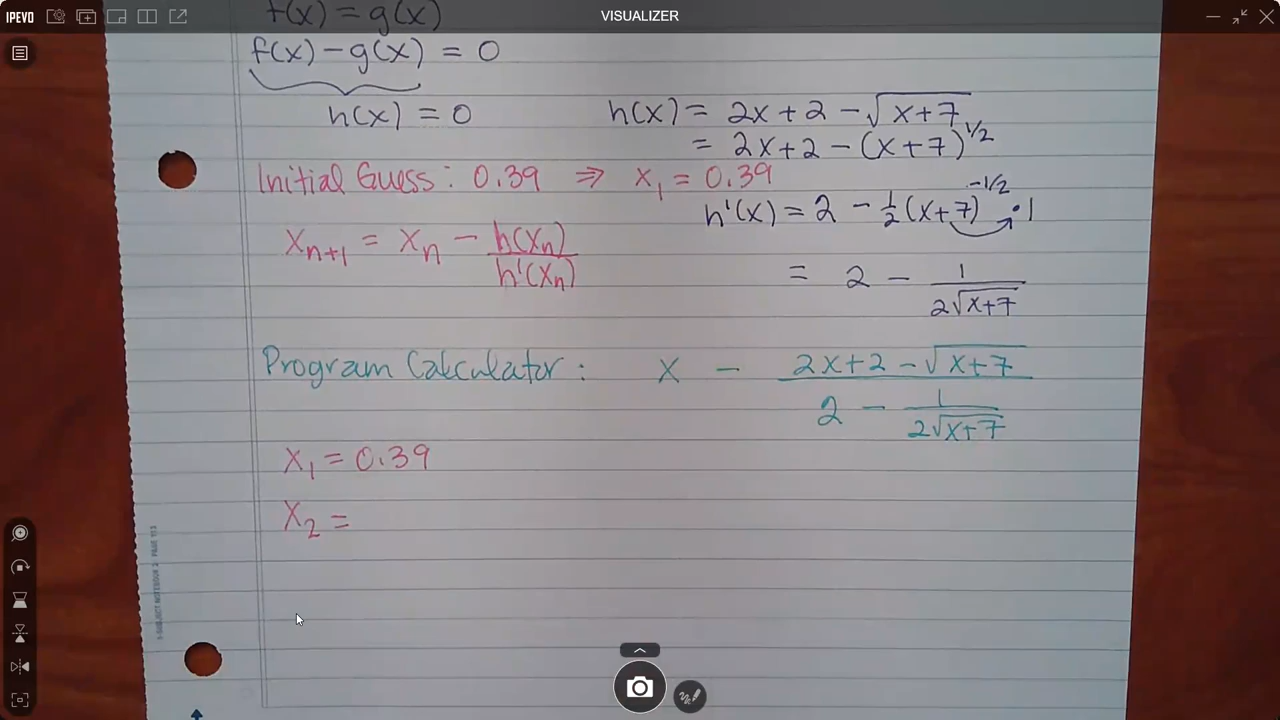 IPEVO
VISUALIZER
f(x) = g(x)
f(x) - g(x) = 0
h(x) = 0
h(x) = 2x + 2 - √(x+7)
= 2x + 2 - (x+7)^1/2
Initial Guess: 0.39 ⇒ x₁ = 0.39
h'(x) = 2 - 1/2 (x+7)^-1/2 · 1
xₙ₊₁ = xₙ - h(xₙ)/h'(xₙ)
= 2 - 1/(2√(x+7))
Program Calculator: x - (2x + 2 - √(x+7))/(2 - 1/(2√(x+7)))
x₁ = 0.39
x₂ =